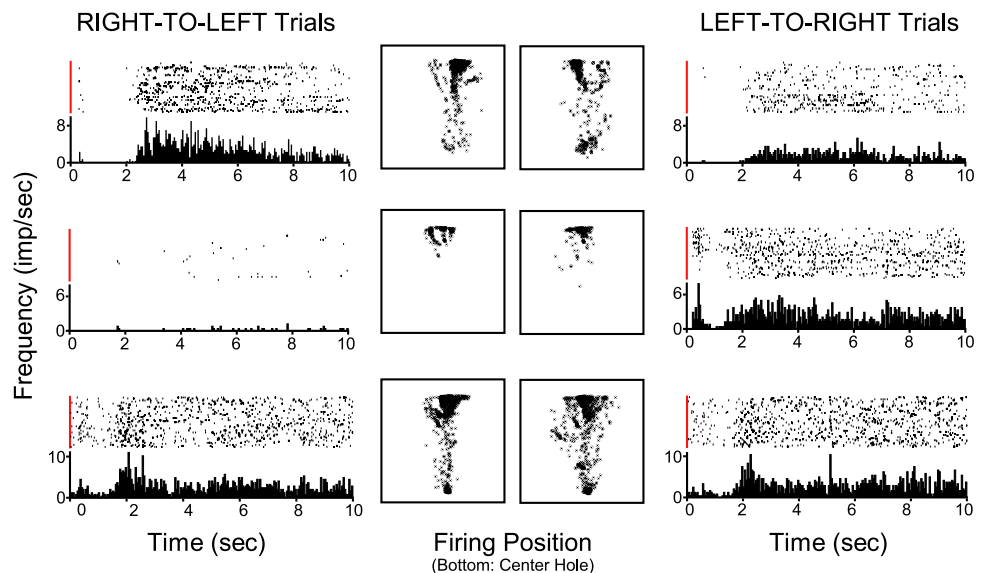 RIGHT-TO-LEFT Trials
LEFT-TO-RIGHT Trials
Frequency (imp/sec)
8
0
0 2 4 6 8 10
8
0
0 2 4 6 8 10
6
0
0 2 4 6 8 10
6
0
0 2 4 6 8 10
10
0
0 2 4 6 8 10
10
0
0 2 4 6 8 10
Time (sec)
Firing Position
(Bottom: Center Hole)
Time (sec)